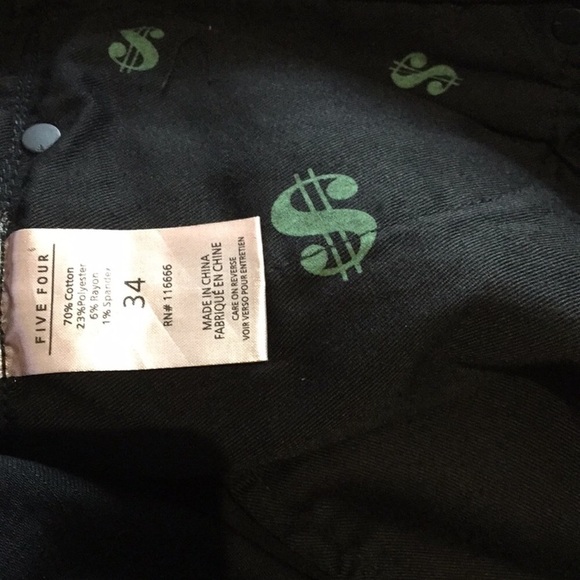 FIVE FOUR
70% Cotton
23% Polyester
6% Rayon
1% Spandex
34
RN# 116666
MADE IN CHINA
FABRIQUÉ EN CHINE
CARE ON REVERSE
VOIR VERSO POUR ENTRETIEN
$
$
$